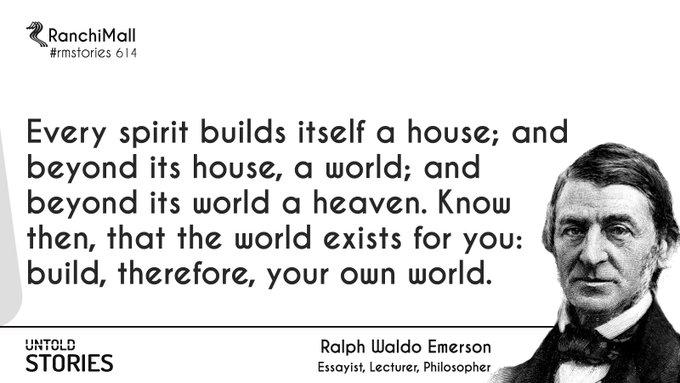 RanchiMall
#rmstories 614
Every spirit builds itself a house; and
beyond its house, a world; and
beyond its world a heaven. Know
then, that the world exists for you:
build, therefore, your own world.
UNTOLD
STORIES
Ralph Waldo Emerson
Essayist, Lecturer, Philosopher